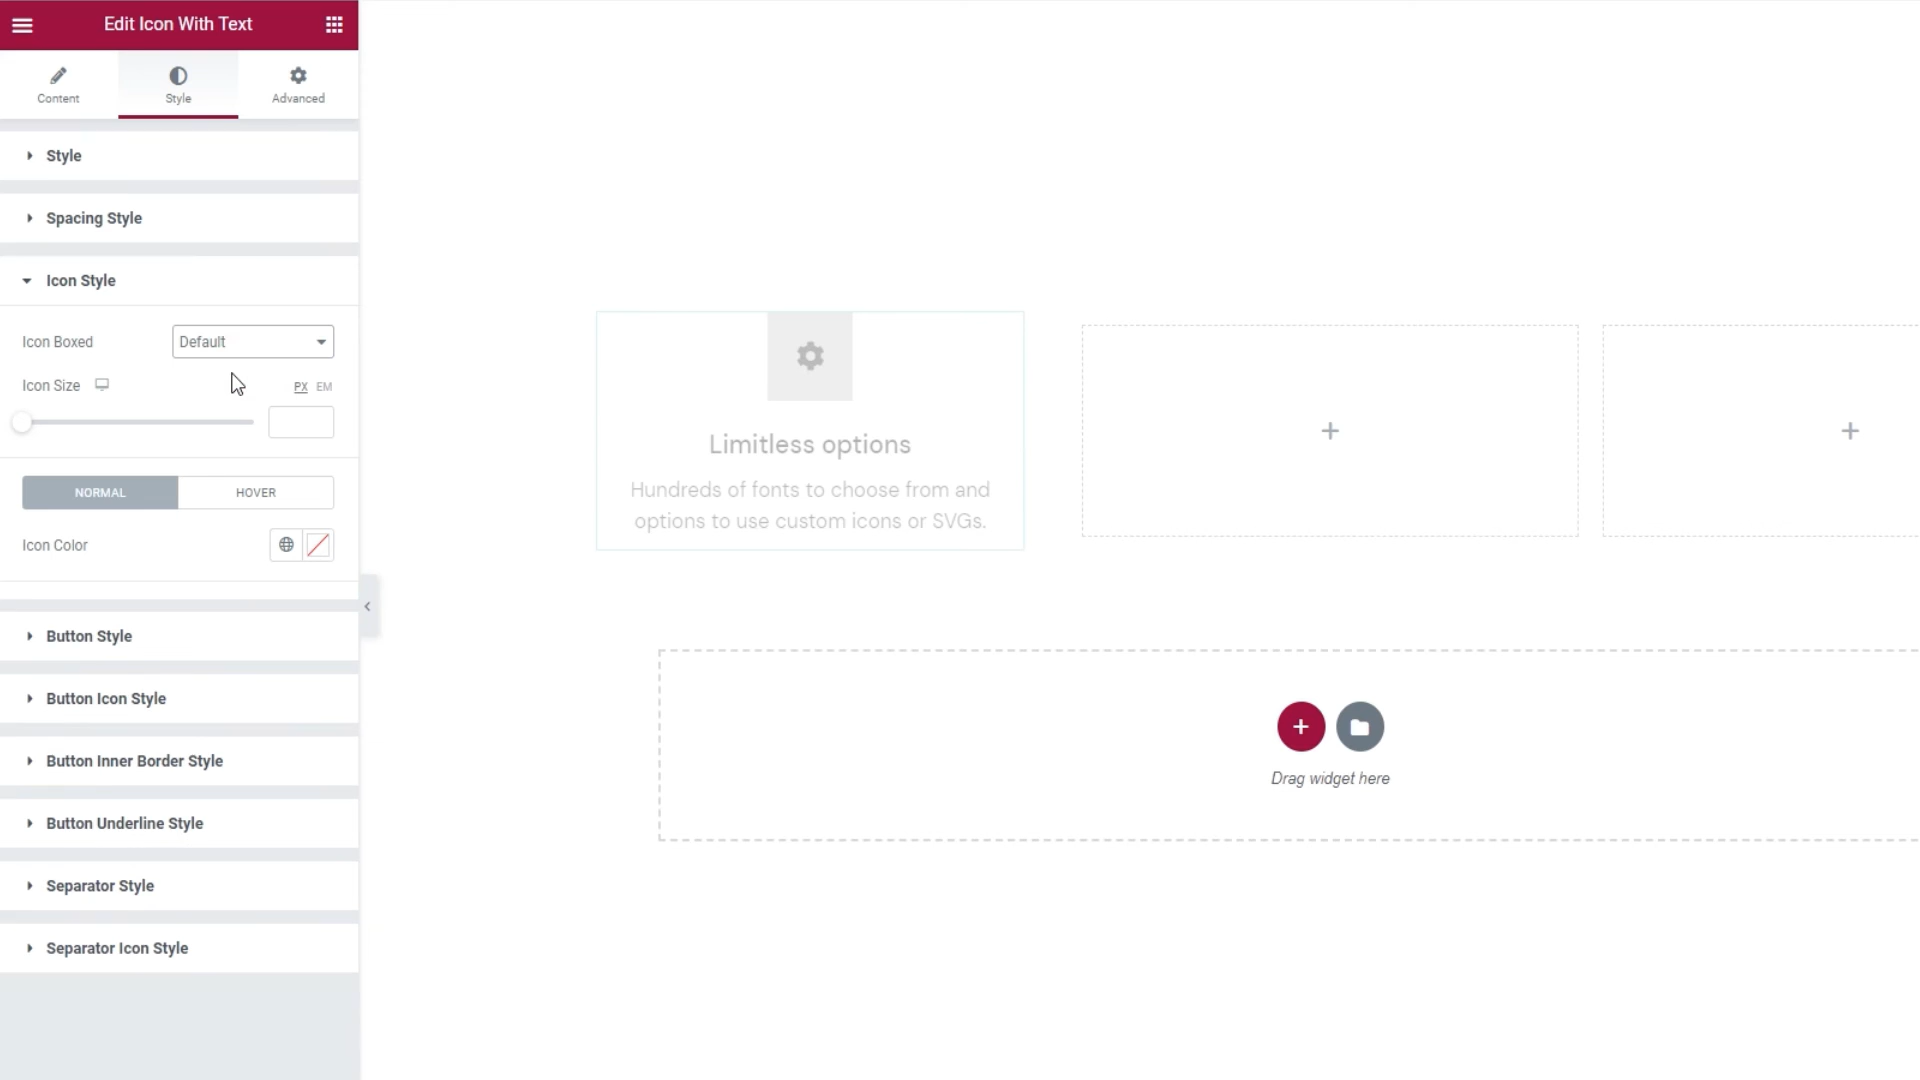 Edit Icon With Text
Content
Style
Advanced
Style
Spacing Style
Icon Style
Icon Boxed
Default
Icon Size
PX EM
NORMAL
HOVER
Icon Color
Button Style
Button Icon Style
Button Inner Border Style
Button Underline Style
Separator Style
Separator Icon Style
Limitless options
Hundreds of fonts to choose from and
options to use custom icons or SVGs.
Drag widget here